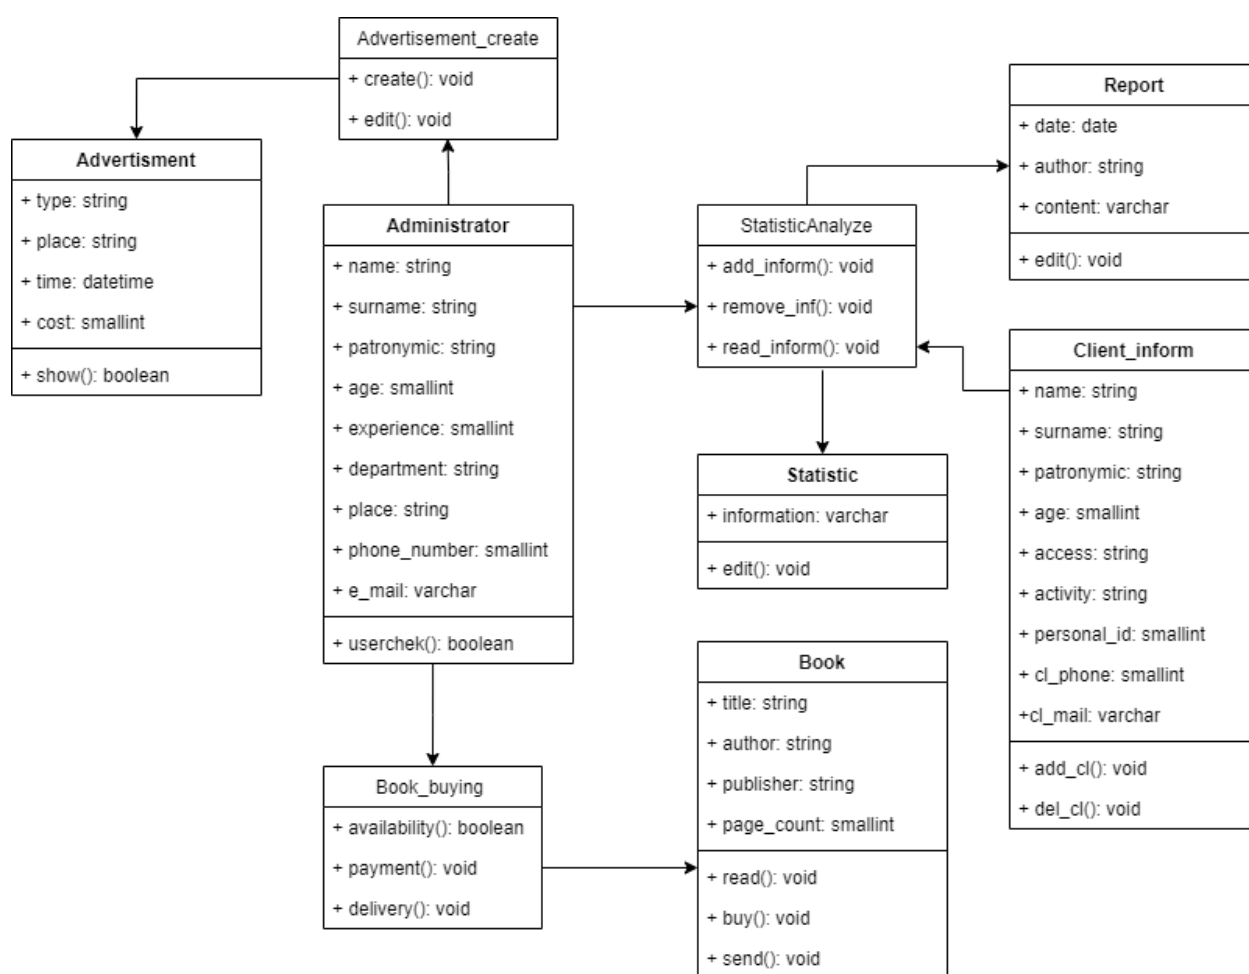 Advertisement_create
+ create(): void
+ edit(): void
Advertisment
+ type: string
+ place: string
+ time: datetime
+ cost: smallint
+ show(): boolean
Administrator
+ name: string
+ surname: string
+ patronymic: string
+ age: smallint
+ experience: smallint
+ department: string
+ place: string
+ phone_number: smallint
+ e_mail: varchar
+ userchek(): boolean
StatisticAnalyze
+ add_inform(): void
+ remove_inf(): void
+ read_inform(): void
Report
+ date: date
+ author: string
+ content: varchar
+ edit(): void
Client_inform
+ name: string
+ surname: string
+ patronymic: string
+ age: smallint
+ access: string
+ activity: string
+ personal_id: smallint
+ cl_phone: smallint
+cl_mail: varchar
+ add_cl(): void
+ del_cl(): void
Statistic
+ information: varchar
+ edit(): void
Book
+ title: string
+ author: string
+ publisher: string
+ page_count: smallint
+ read(): void
+ buy(): void
+ send(): void
Book_buying
+ availability(): boolean
+ payment(): void
+ delivery(): void